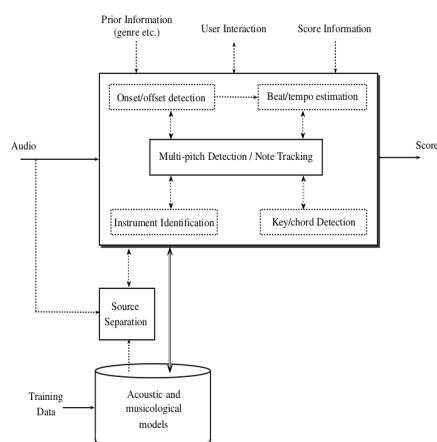 Prior Information
(genre etc.)
User Interaction
Score Information
Onset/offset detection
Beat/tempo estimation
Audio
Multi-pitch Detection / Note Tracking
Score
Instrument Identification
Key/chord Detection
Source
Separation
Training
Data
Acoustic and
musicological
models